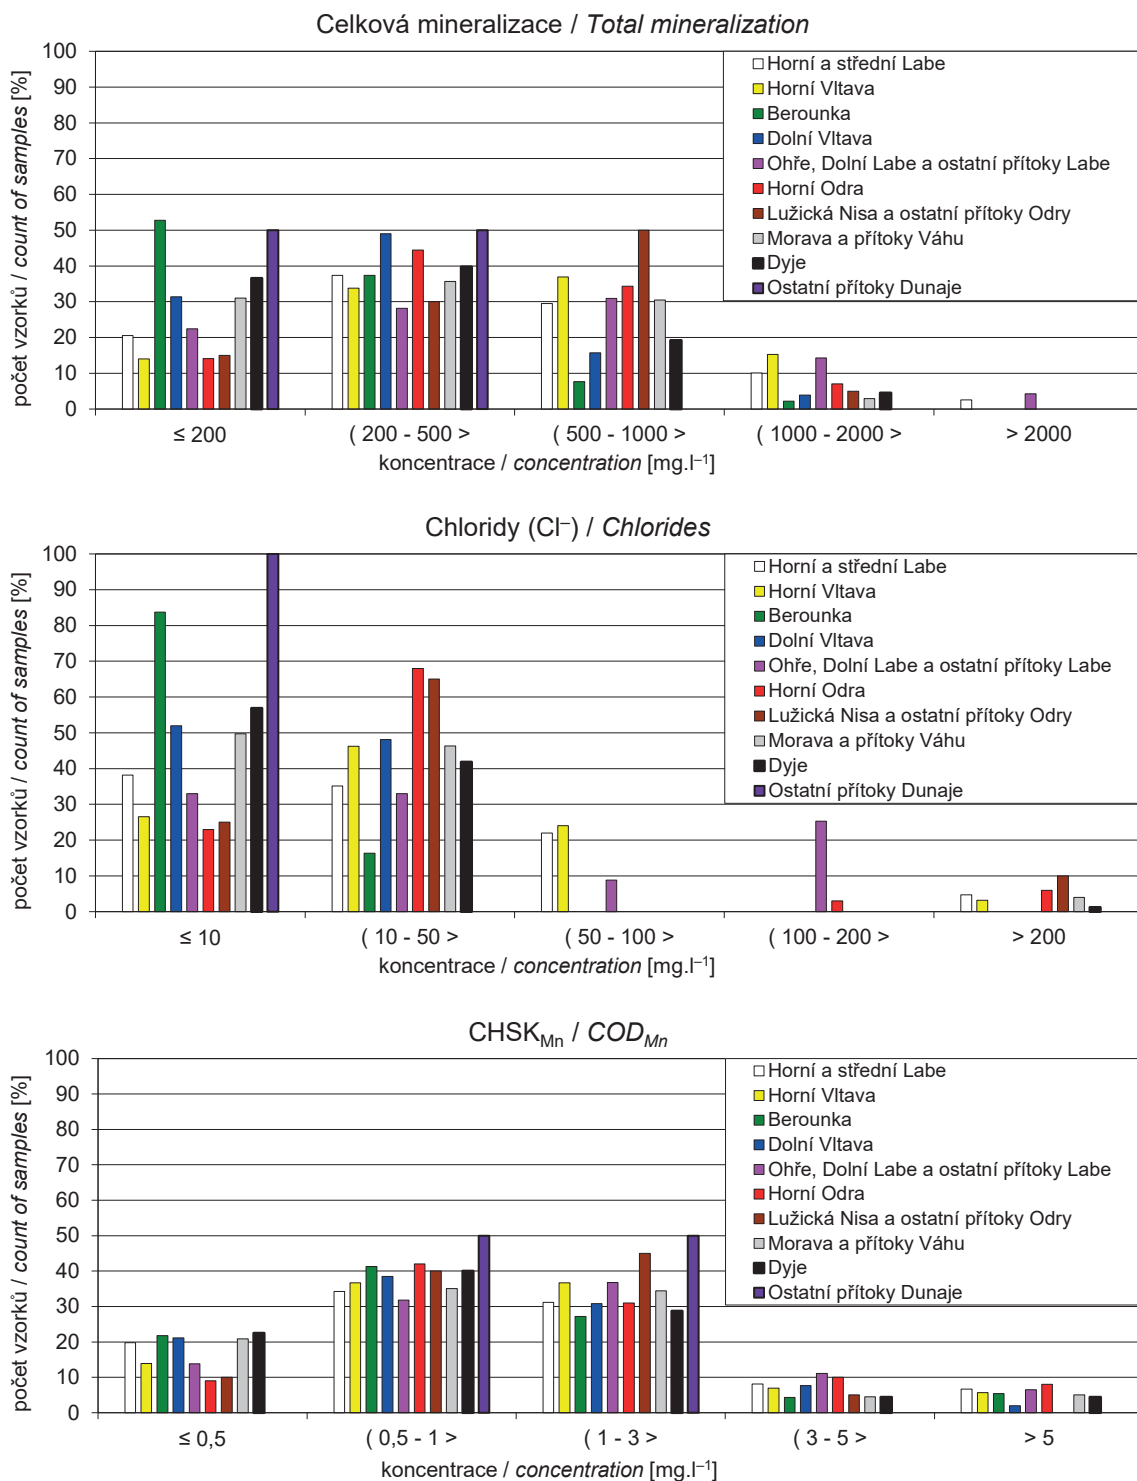 Celková mineralizace / Total mineralization
počet vzorků / count of samples [%]
100
90
80
70
60
50
40
30
20
10
0
Horní a střední Labe
Horní Vltava
Berounka
Dolní Vltava
Ohře, Dolní Labe a ostatní přítoky Labe
Horní Odra
Lužická Nisa a ostatní přítoky Odry
Morava a přítoky Váhu
Dyje
Ostatní přítoky Dunaje
≤ 200 ( 200 - 500 > ( 500 - 1000 > ( 1000 - 2000 > > 2000
koncentrace / concentration [mg.l⁻¹]
Chloridy (Cl⁻) / Chlorides
počet vzorků / count of samples [%]
100
90
80
70
60
50
40
30
20
10
0
Horní a střední Labe
Horní Vltava
Berounka
Dolní Vltava
Ohře, Dolní Labe a ostatní přítoky Labe
Horní Odra
Lužická Nisa a ostatní přítoky Odry
Morava a přítoky Váhu
Dyje
Ostatní přítoky Dunaje
≤ 10 ( 10 - 50 > ( 50 - 100 > ( 100 - 200 > > 200
koncentrace / concentration [mg.l⁻¹]
CHSK_Mn / COD_Mn
počet vzorků / count of samples [%]
100
90
80
70
60
50
40
30
20
10
0
Horní a střední Labe
Horní Vltava
Berounka
Dolní Vltava
Ohře, Dolní Labe a ostatní přítoky Labe
Horní Odra
Lužická Nisa a ostatní přítoky Odry
Morava a přítoky Váhu
Dyje
Ostatní přítoky Dunaje
≤ 0,5 ( 0,5 - 1 > ( 1 - 3 > ( 3 - 5 > > 5
koncentrace / concentration [mg.l⁻¹]